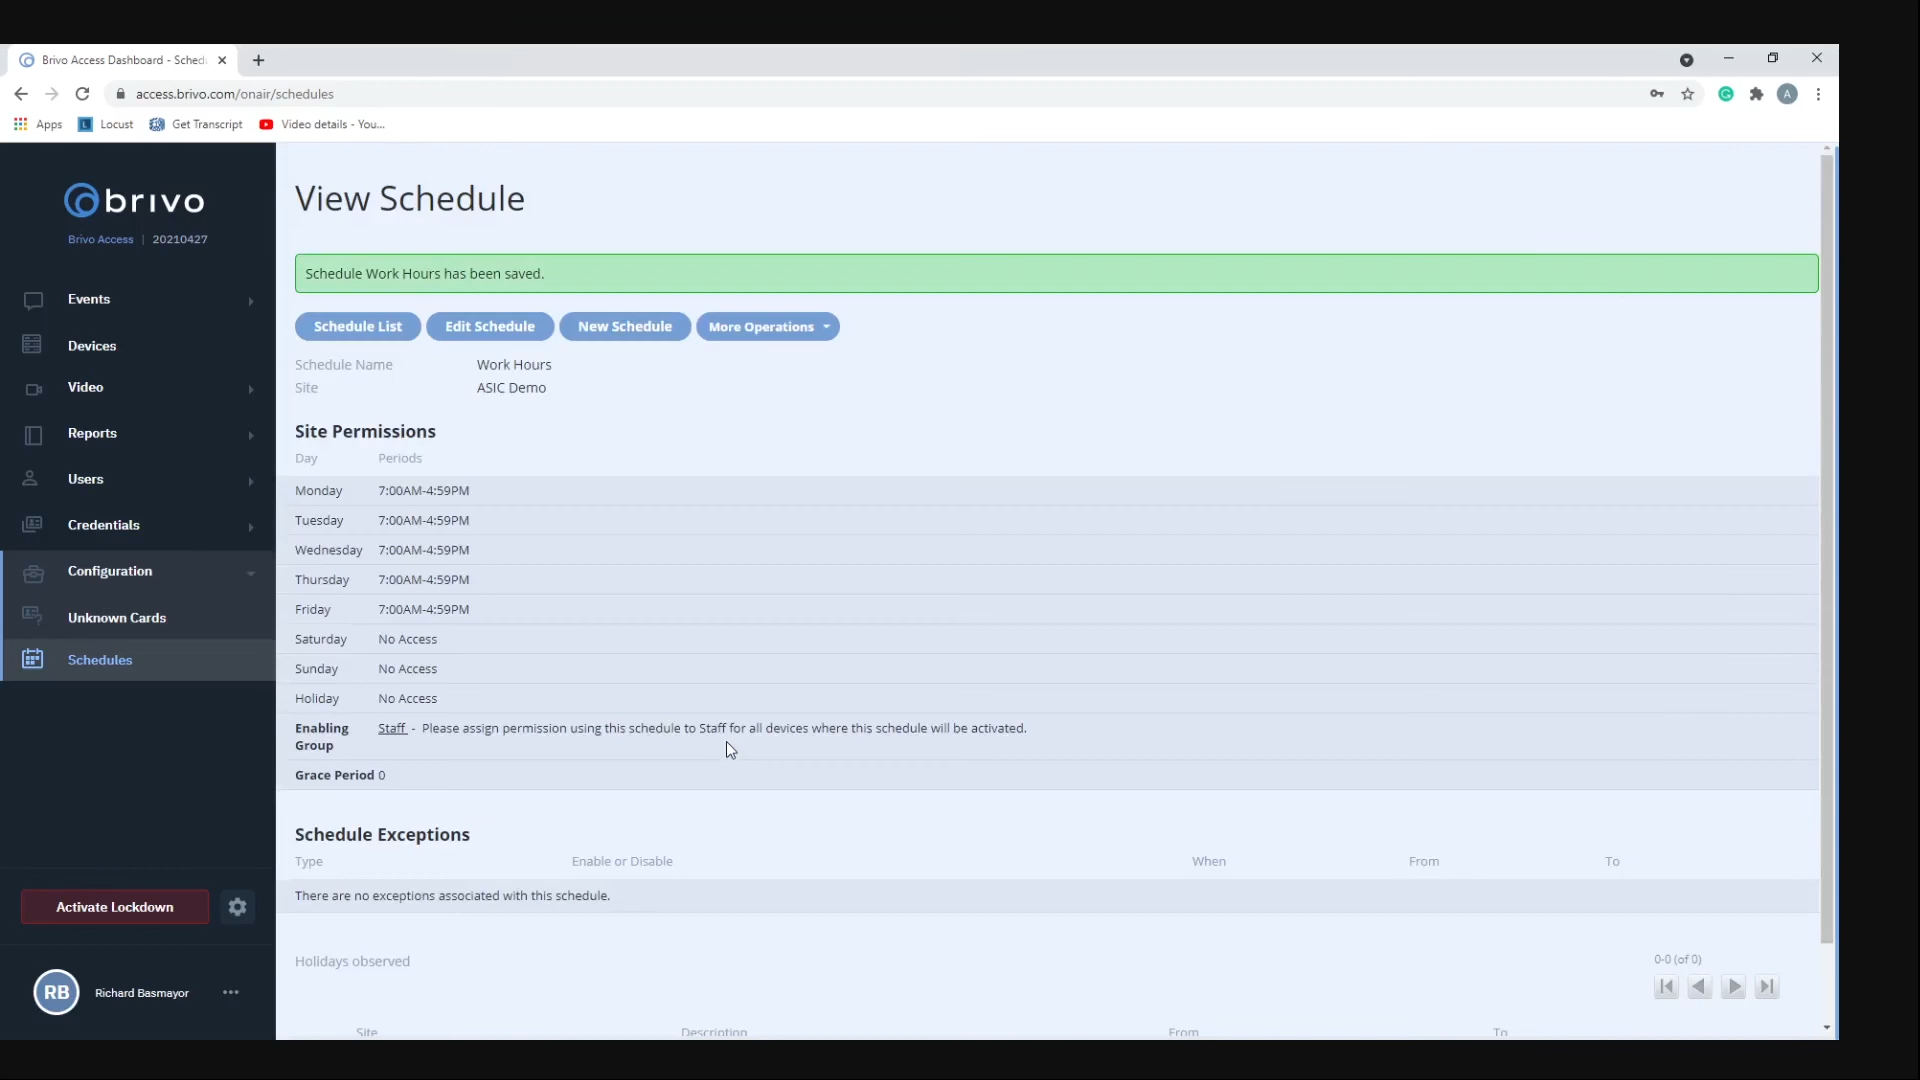 Brivo Access Dashboard - Sched
access.brivo.com/onair/schedules
A
Apps
Locust
Get Transcript
Video details - You...
brivo
Brivo Access | 20210427
Events
Devices
Video
Reports
Users
Credentials
Configuration
Unknown Cards
Schedules
Activate Lockdown
RB
Richard Basmayor
View Schedule
Schedule Work Hours has been saved.
Schedule List
Edit Schedule
New Schedule
More Operations
Schedule Name Work Hours
Site ASIC Demo
Site Permissions
Day Periods
Monday 7:00AM-4:59PM
Tuesday 7:00AM-4:59PM
Wednesday 7:00AM-4:59PM
Thursday 7:00AM-4:59PM
Friday 7:00AM-4:59PM
Saturday No Access
Sunday No Access
Holiday No Access
Enabling Group Staff - Please assign permission using this schedule to Staff for all devices where this schedule will be activated.
Grace Period 0
Schedule Exceptions
Type Enable or Disable When From To
There are no exceptions associated with this schedule.
Holidays observed
0-0 (of 0)
Site Description From To